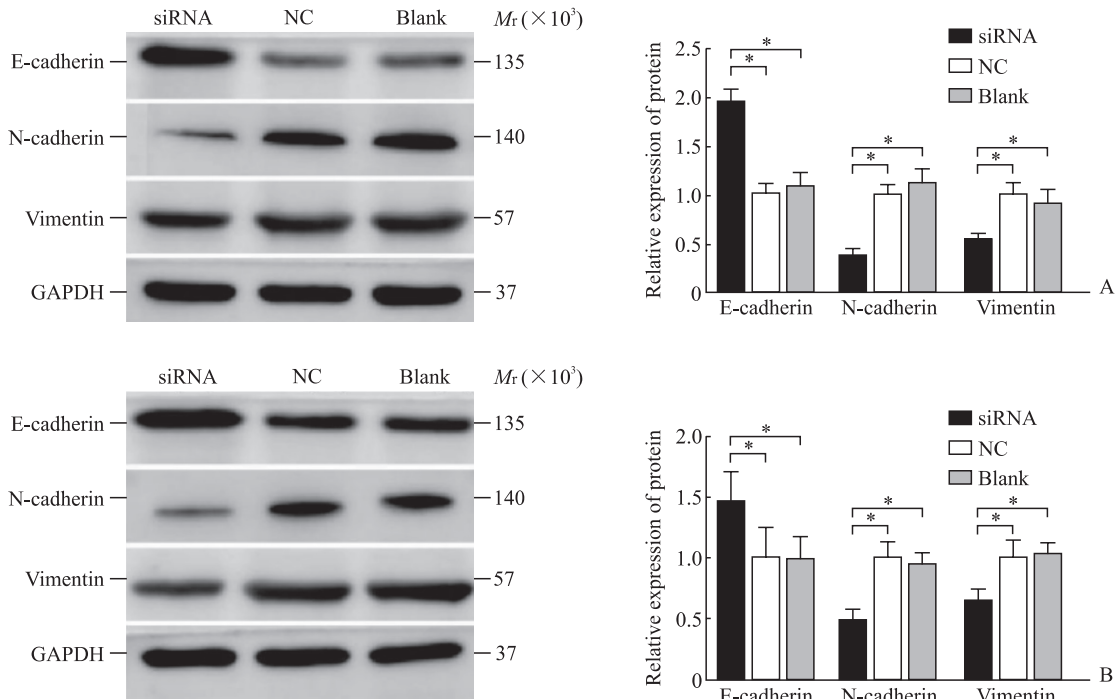 siRNA NC Blank Mr (×10³)
E-cadherin 135
N-cadherin 140
Vimentin 57
GAPDH 37
Relative expression of protein
2.5
2.0
1.5
1.0
0.5
0
* * * * * *
siRNA
NC
Blank
E-cadherin N-cadherin Vimentin
A
siRNA NC Blank Mr (×10³)
E-cadherin 135
N-cadherin 140
Vimentin 57
GAPDH 37
Relative expression of protein
2.0
1.5
1.0
0.5
0
* * * * * *
siRNA
NC
Blank
E-cadherin N-cadherin Vimentin
B